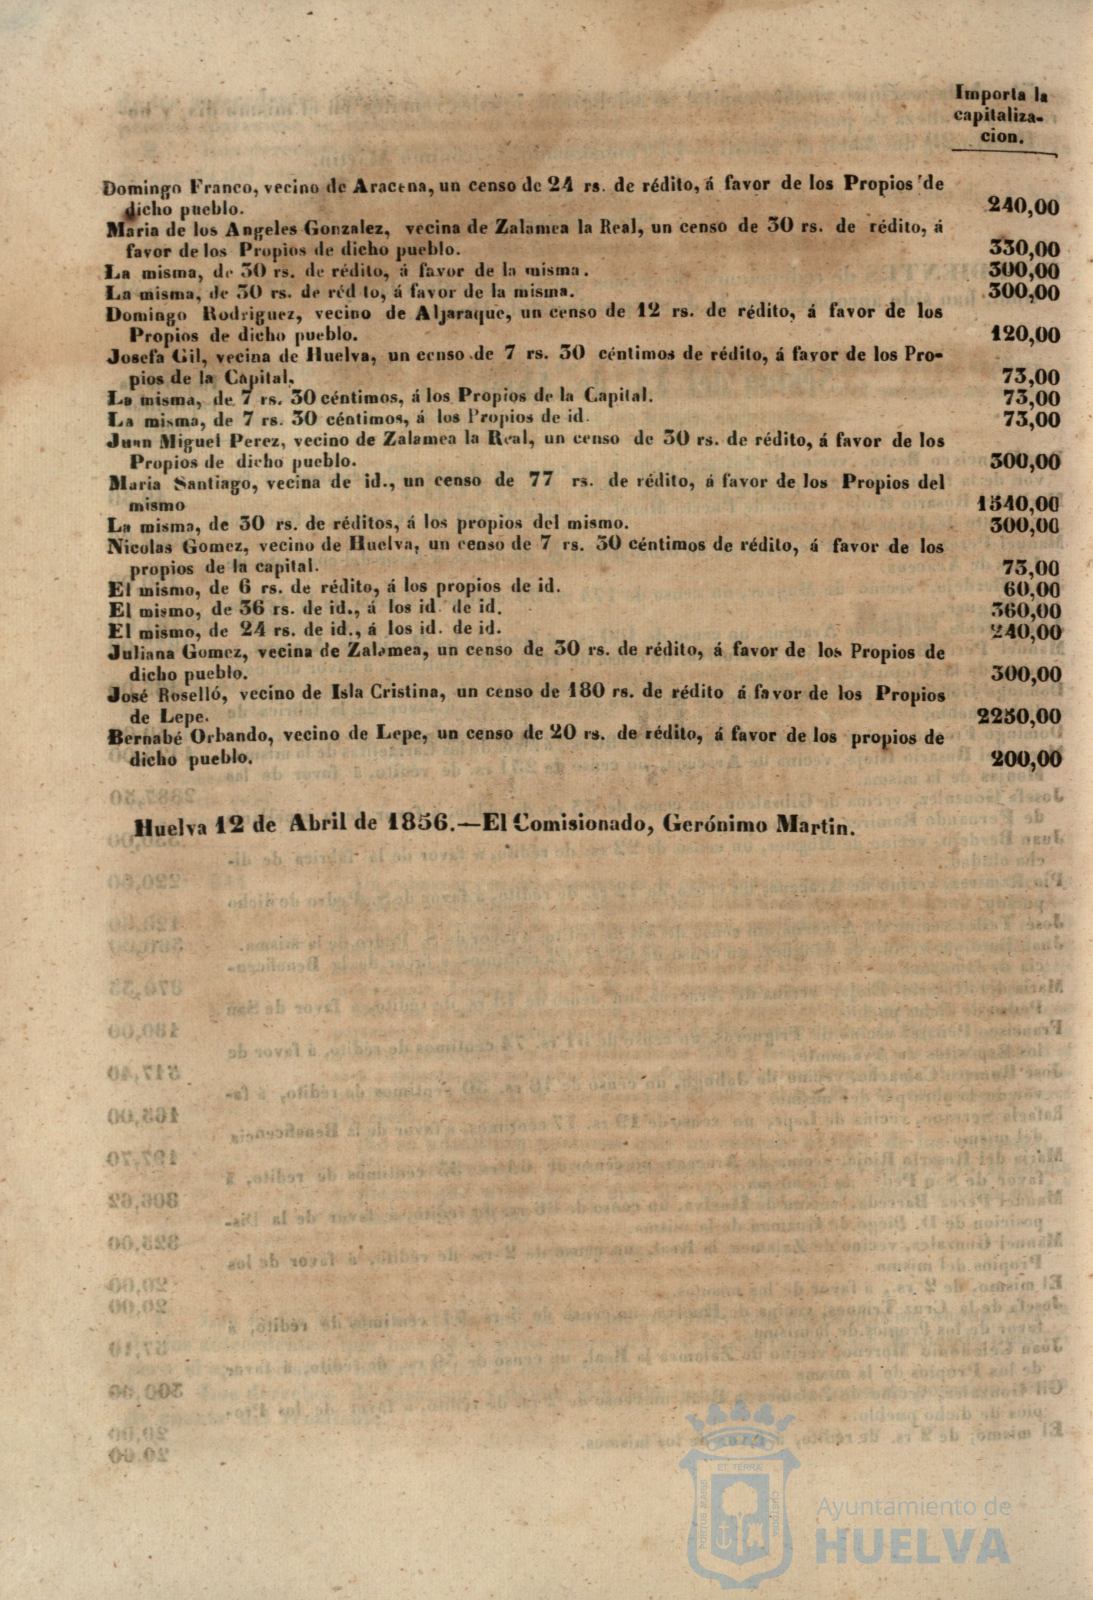 Importa la
capitaliza-
cion.
Domingo Franco, vecino de Aracena, un censo de 24 rs. de rédito, á favor de los Propios de
dicho pueblo. 240,00
Maria de los Angeles Gonzalez, vecina de Zalamea la Real, un censo de 30 rs. de rédito, á
favor de los Propios de dicho pueblo. 330,00
La misma, de 30 rs. de rédito, á favor de la misma. 300,00
La misma, de 30 rs. de réd to, á favor de la misma. 300,00
Domingo Rodriguez, vecino de Aljaraque, un censo de 12 rs. de rédito, á favor de los
Propios de dicho pueblo. 120,00
Josefa Gil, vecina de Huelva, un censo de 7 rs. 30 céntimos de rédito, á favor de los Pro-
pios de la Capital. 73,00
La misma, de 7 rs. 30 céntimos, á los Propios de la Capital. 73,00
La misma, de 7 rs. 30 céntimos, á los Propios de id. 73,00
Juan Miguel Perez, vecino de Zalamea la Real, un censo de 30 rs. de rédito, á favor de los
Propios de dicho pueblo. 300,00
Maria Santiago, vecina de id., un censo de 77 rs. de rédito, á favor de los Propios del
mismo 1540,00
La misma, de 30 rs. de réditos, á los propios del mismo. 300,00
Nicolas Gomez, vecino de Huelva, un censo de 7 rs. 30 céntimos de rédito, á favor de los
propios de la capital. 73,00
El mismo, de 6 rs. de rédito, á los propios de id. 60,00
El mismo, de 36 rs. de id., á los id. de id. 360,00
El mismo, de 24 rs. de id., á los id. de id. 240,00
Juliana Gomez, vecina de Zalamea, un censo de 30 rs. de rédito, á favor de los Propios de
dicho pueblo. 300,00
José Roselló, vecino de Isla Cristina, un censo de 180 rs. de rédito á favor de los Propios
de Lepe. 2250,00
Bernabé Orbando, vecino de Lepe, un censo de 20 rs. de rédito, á favor de los propios de
dicho pueblo. 200,00
Huelva 12 de Abril de 1856.—El Comisionado, Gerónimo Martin.
ET TERRAE
PORTUS MARIS
CUSTODIA
Ayuntamiento de
HUELVA